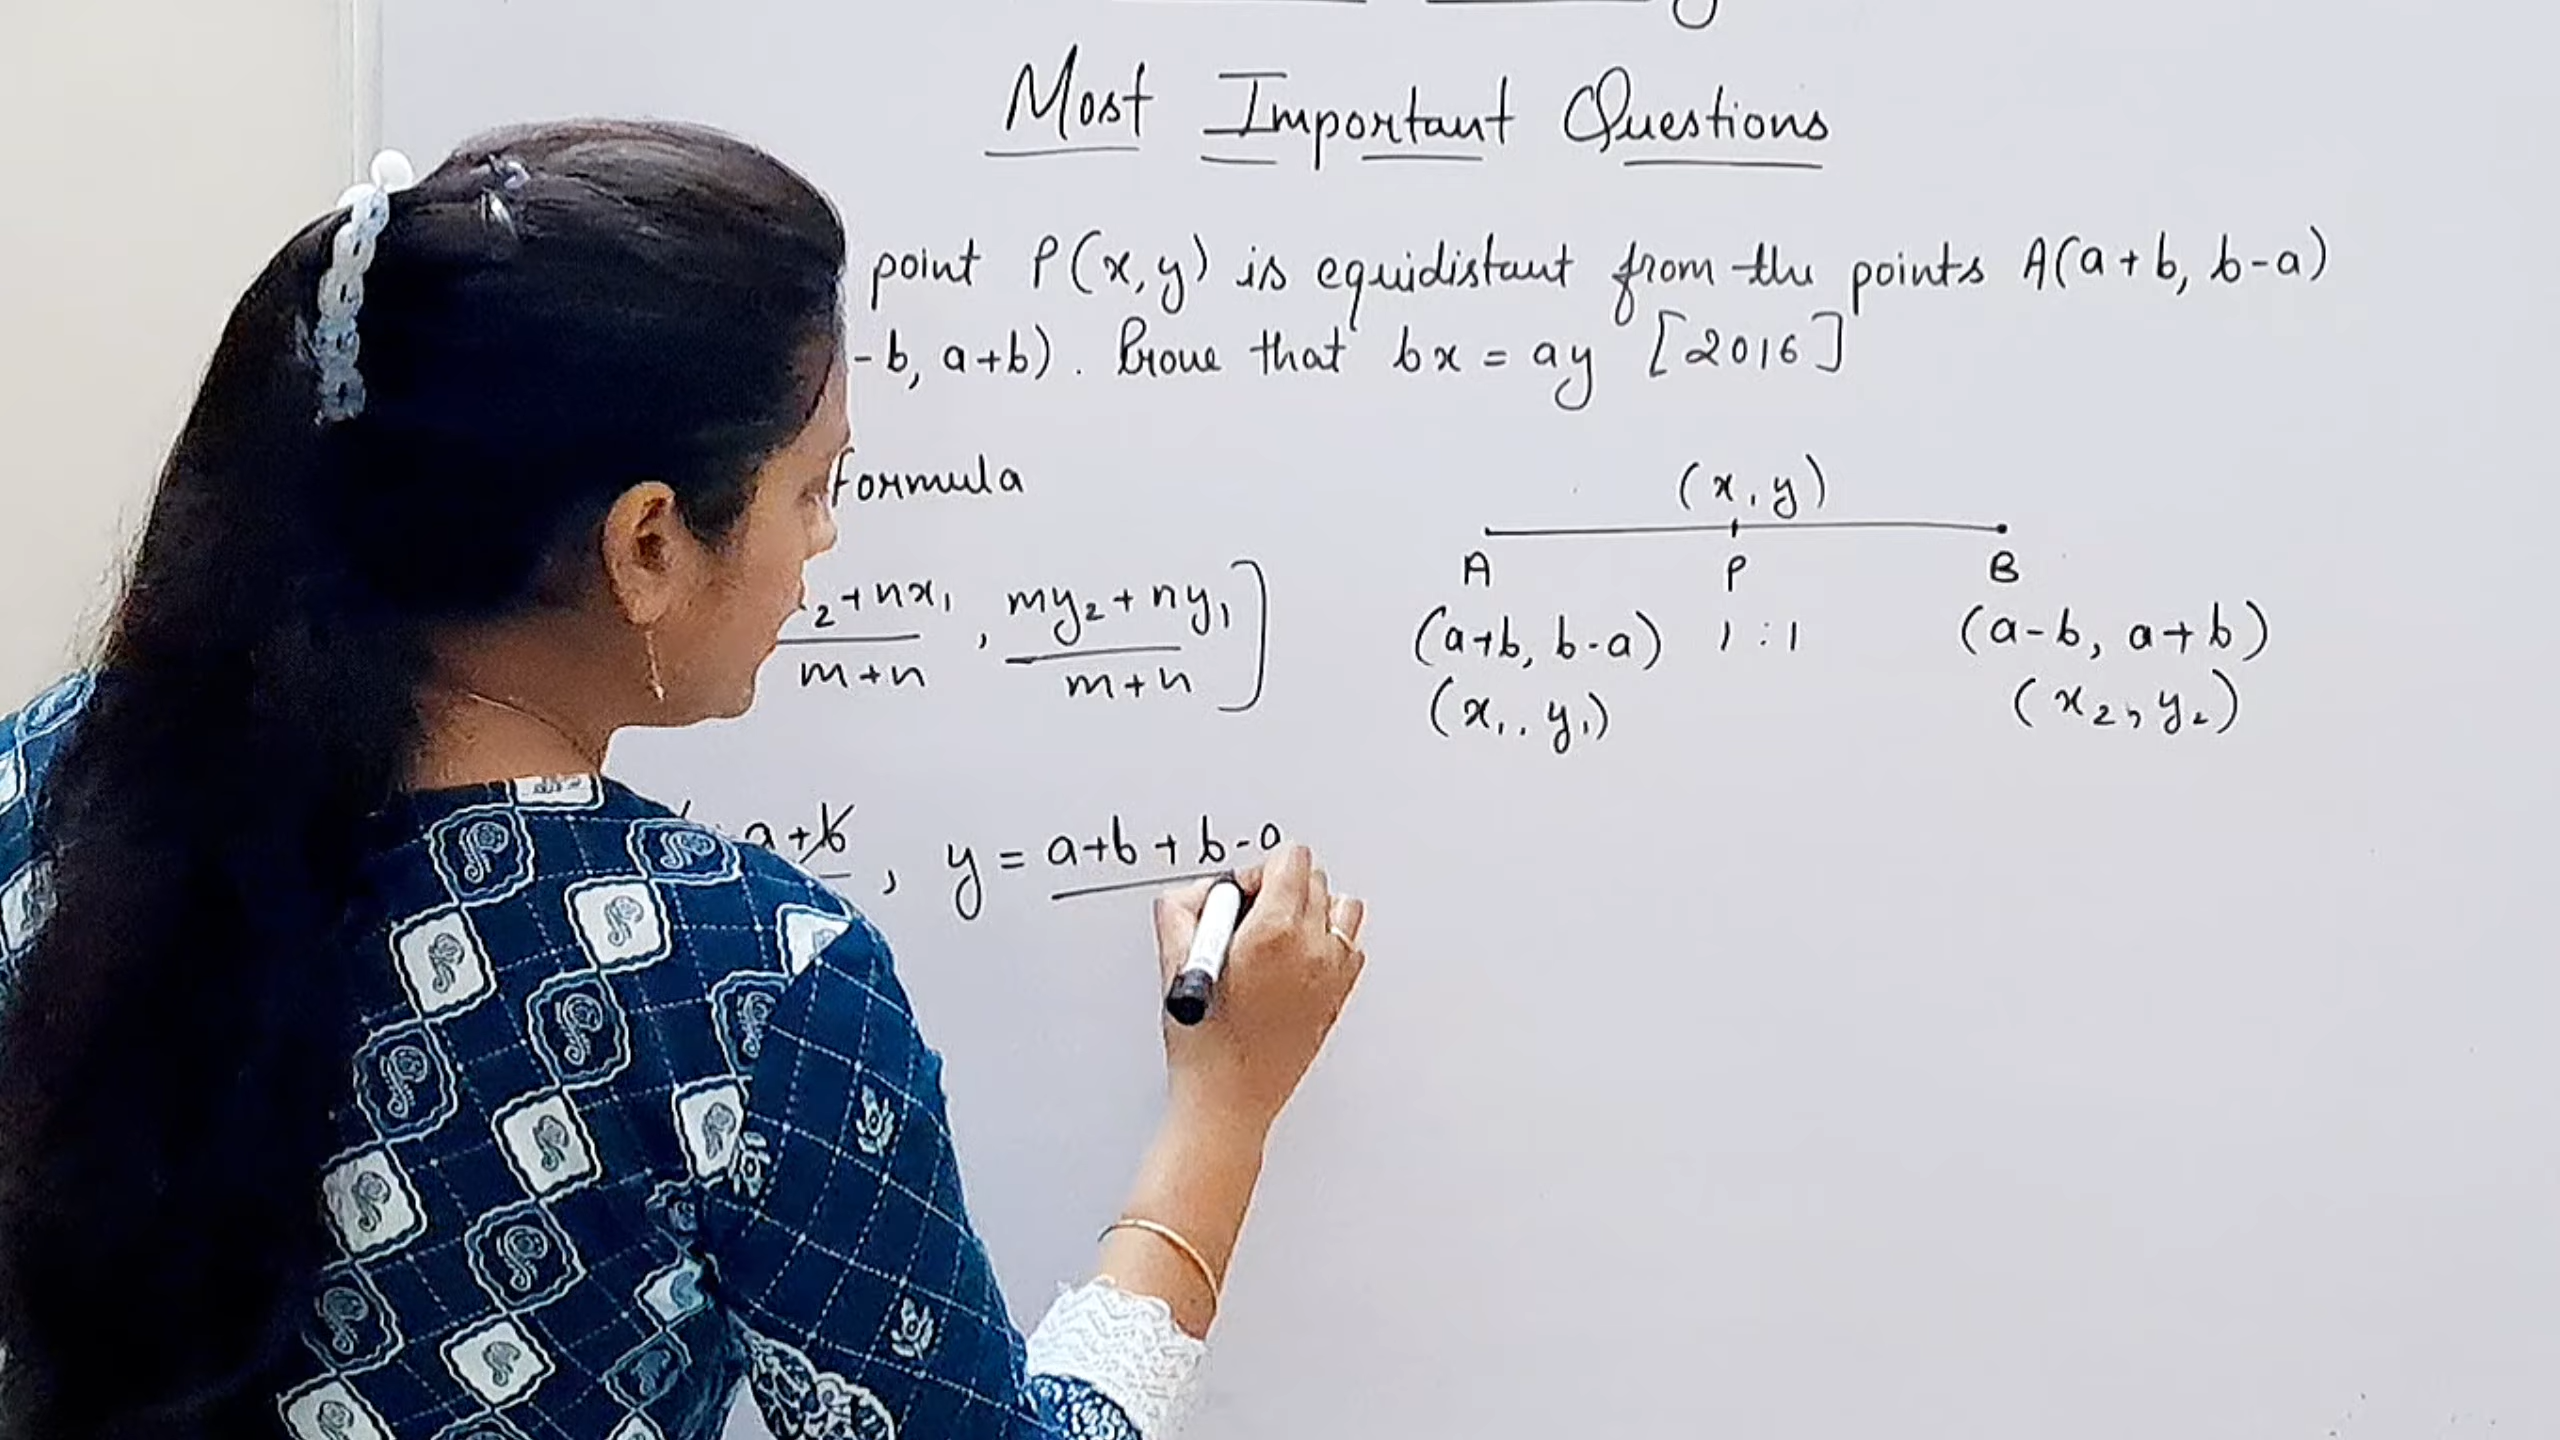 Most Important Questions
point P(x, y) is equidistant from the points A(a+b, b-a)
-b, a+b). Prove that bx = ay [2016]
formula
(x, y)
A P B
2+nx1 / m+n , my2+ny1 / m+n ]
(a+b, b-a) 1 : 1 (a-b, a+b)
(x1, y1) (x2, y2)
a+b , y = a+b+b-a